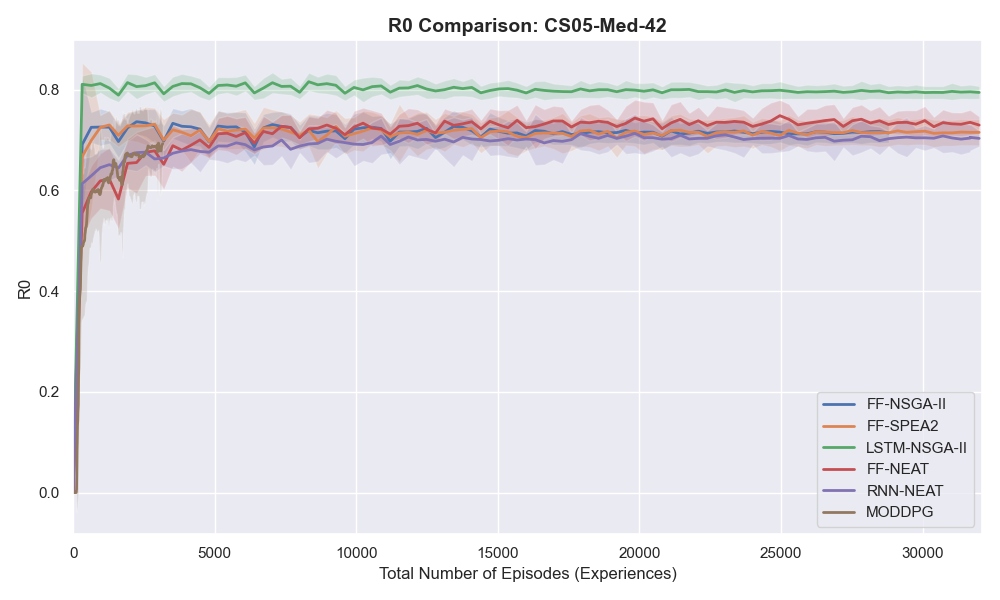 R0 Comparison: CS05-Med-42
R0
0.8
0.6
0.4
0.2
0.0
0 5000 10000 15000 20000 25000 30000
Total Number of Episodes (Experiences)
FF-NSGA-II
FF-SPEA2
LSTM-NSGA-II
FF-NEAT
RNN-NEAT
MODDPG